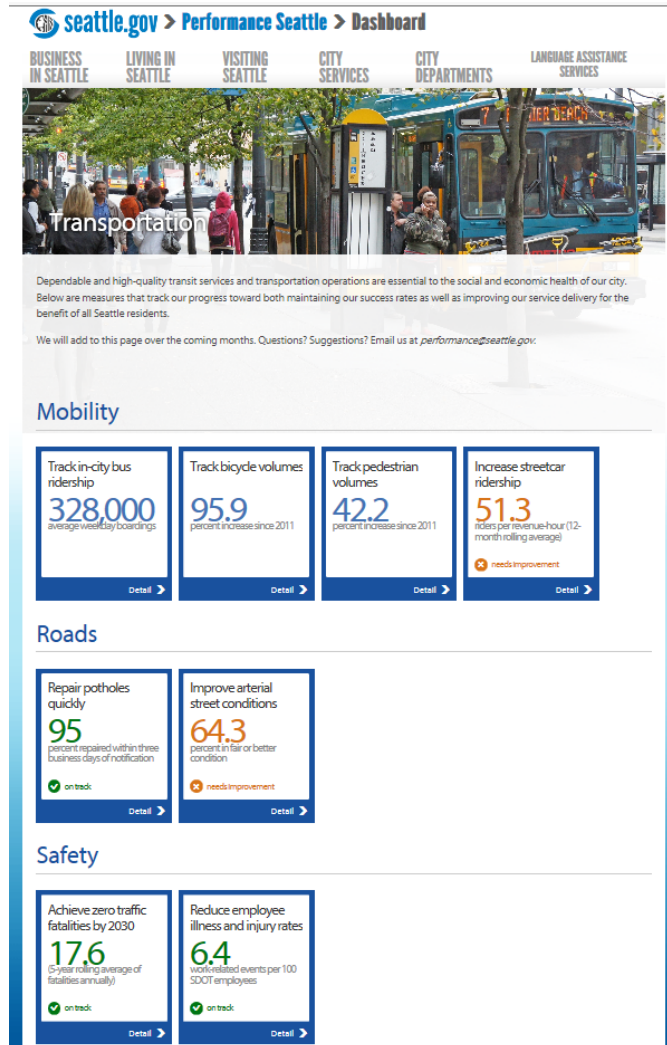 seattle.gov > Performance Seattle > Dashboard
BUSINESS
IN SEATTLE
LIVING IN
SEATTLE
VISITING
SEATTLE
CITY
SERVICES
CITY
DEPARTMENTS
LANGUAGE ASSISTANCE
SERVICES
7
Transportation
Dependable and high-quality transit services and transportation operations are essential to the social and economic health of our city.
Below are measures that track our progress toward both maintaining our success rates as well as improving our service delivery for the
benefit of all Seattle residents.
We will add to this page over the coming months. Questions? Suggestions? Email us at performance@seattle.gov.
Mobility
Track in-city bus
ridership
328,000
average weekday boardings
Detail
Track bicycle volumes
95.9
percent increase since 2011
Detail
Track pedestrian
volumes
42.2
percent increase since 2011
Detail
Increase streetcar
ridership
51.3
riders per revenue-hour (12-
month rolling average)
needs improvement
Detail
Roads
Repair potholes
quickly
95
percent repaired within three
business days of notification
on track
Detail
Improve arterial
street conditions
64.3
percent in fair or better
condition
needs improvement
Detail
Safety
Achieve zero traffic
fatalities by 2030
17.6
(5-year rolling average of
fatalities annually)
on track
Detail
Reduce employee
illness and injury rates
6.4
work-related events per 100
SDOT employees
on track
Detail